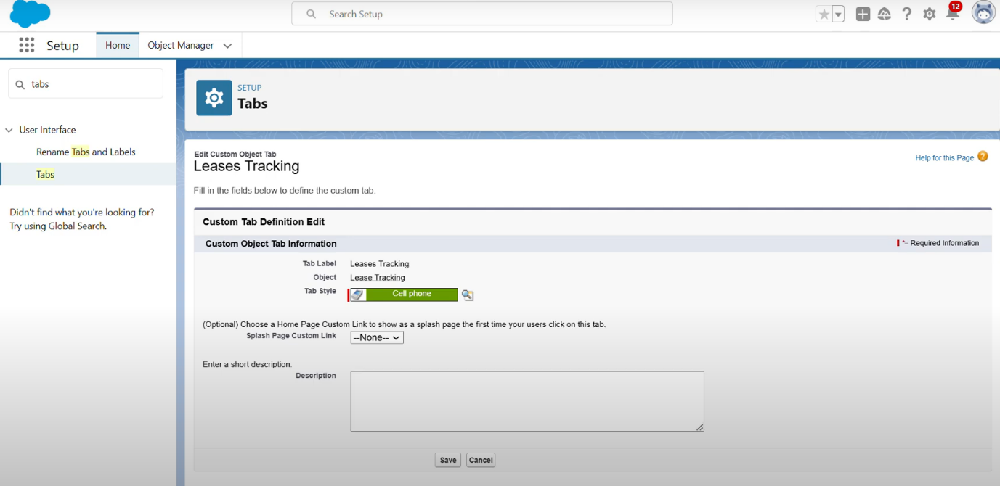 Search Setup
12
Setup
Home
Object Manager
tabs
User Interface
Rename Tabs and Labels
Tabs
Didn't find what you're looking for?
Try using Global Search.
SETUP
Tabs
Edit Custom Object Tab
Leases Tracking
Help for this Page ?
Fill in the fields below to define the custom tab.
Custom Tab Definition Edit
Custom Object Tab Information
*= Required Information
Tab Label Leases Tracking
Object Lease Tracking
Tab Style Cell phone
(Optional) Choose a Home Page Custom Link to show as a splash page the first time your users click on this tab.
Splash Page Custom Link --None--
Enter a short description.
Description
Save Cancel